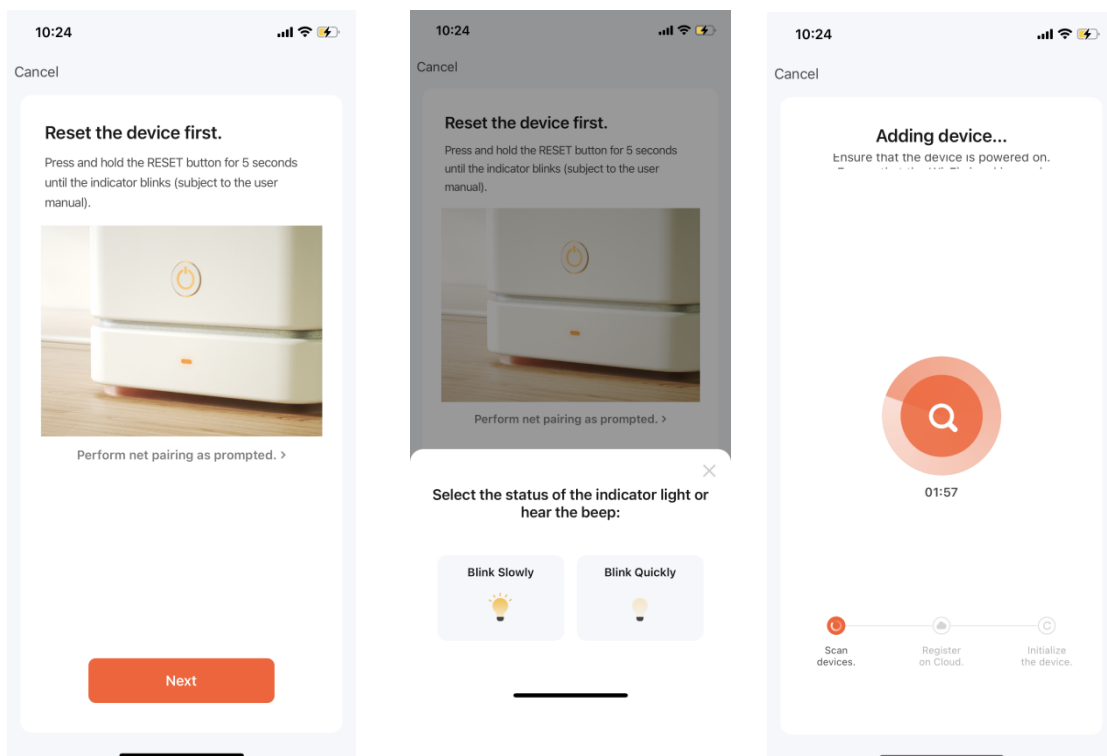 10:24
Cancel
Reset the device first.
Press and hold the RESET button for 5 seconds
until the indicator blinks (subject to the user
manual).
Perform net pairing as prompted. >
Next
10:24
Cancel
Reset the device first.
Press and hold the RESET button for 5 seconds
until the indicator blinks (subject to the user
manual).
Perform net pairing as prompted. >
Select the status of the indicator light or
hear the beep:
Blink Slowly
Blink Quickly
10:24
Cancel
Adding device...
Ensure that the device is powered on.
01:57
Scan
devices.
Register
on Cloud.
Initialize
the device.